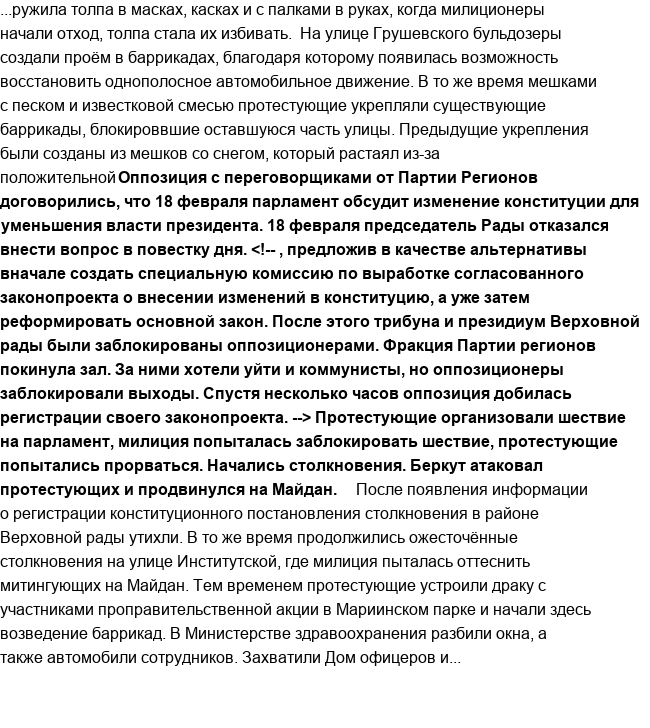 ...ружила толпа в масках, касках и с палками в руках, когда милиционеры
начали отход, толпа стала их избивать.  На улице Грушевского бульдозеры
создали проём в баррикадах, благодаря которому появилась возможность
восстановить однополосное автомобильное движение. В то же время мешками
с песком и известковой смесью протестующие укрепляли существующие
баррикады, блокироввшие оставшуюся часть улицы. Предыдущие укрепления
были созданы из мешков со снегом, который растаял из-за
положительной Оппозиция с переговорщиками от Партии Регионов
договорились, что 18 февраля парламент обсудит изменение конституции для
уменьшения власти президента. 18 февраля председатель Рады отказался
внести вопрос в повестку дня. <!-- , предложив в качестве альтернативы
вначале создать специальную комиссию по выработке согласованного
законопроекта о внесении изменений в конституцию, а уже затем
реформировать основной закон. После этого трибуна и президиум Верховной
рады были заблокированы оппозиционерами. Фракция Партии регионов
покинула зал. За ними хотели уйти и коммунисты, но оппозиционеры
заблокировали выходы. Спустя несколько часов оппозиция добилась
регистрации своего законопроекта. --> Протестующие организовали шествие
на парламент, милиция попыталась заблокировать шествие, протестующие
попытались прорваться. Начались столкновения. Беркут атаковал
протестующих и продвинулся на Майдан.    После появления информации
о регистрации конституционного постановления столкновения в районе
Верховной рады утихли. В то же время продолжились ожесточённые
столкновения на улице Институтской, где милиция пыталась оттеснить
митингующих на Майдан. Тем временем протестующие устроили драку с
участниками проправительственной акции в Мариинском парке и начали здесь
возведение баррикад. В Министерстве здравоохранения разбили окна, а
также автомобили сотрудников. Захватили Дом офицеров и...